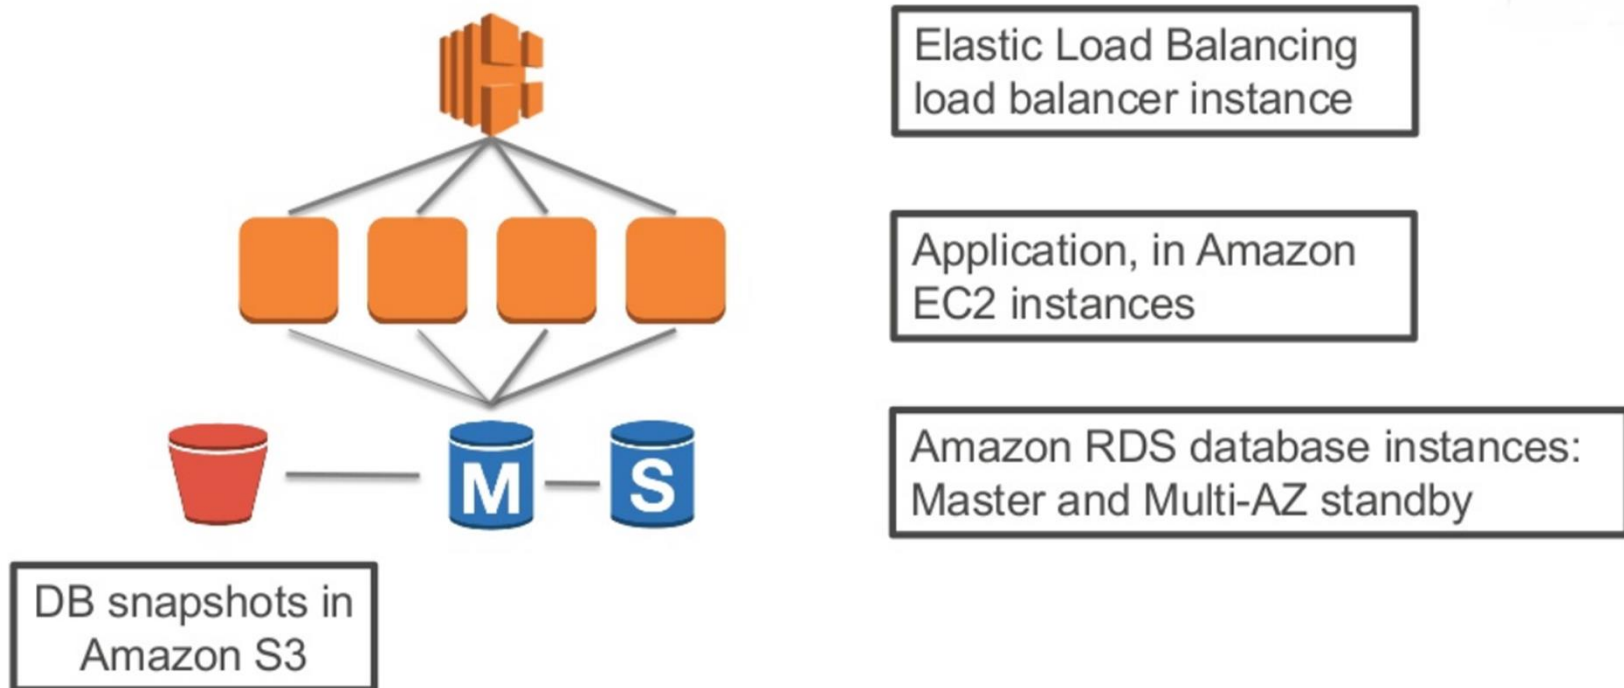 Elastic Load Balancing
load balancer instance
Application, in Amazon
EC2 instances
M
S
Amazon RDS database instances:
Master and Multi-AZ standby
DB snapshots in
Amazon S3